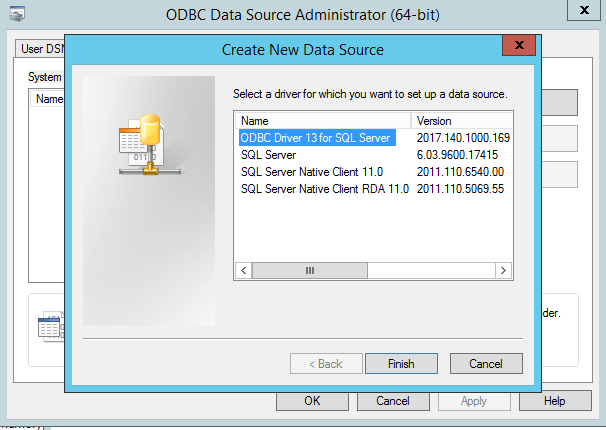 ODBC Data Source Administrator (64-bit)
x
User DSN
System
Name
Create New Data Source
x
Select a driver for which you want to set up a data source.
Name Version
ODBC Driver 13 for SQL Server 2017.140.1000.169
SQL Server 6.03.9600.17415
SQL Server Native Client 11.0 2011.110.6540.00
SQL Server Native Client RDA 11.0 2011.110.5069.55
der.
< Back Finish Cancel
OK Cancel Apply Help